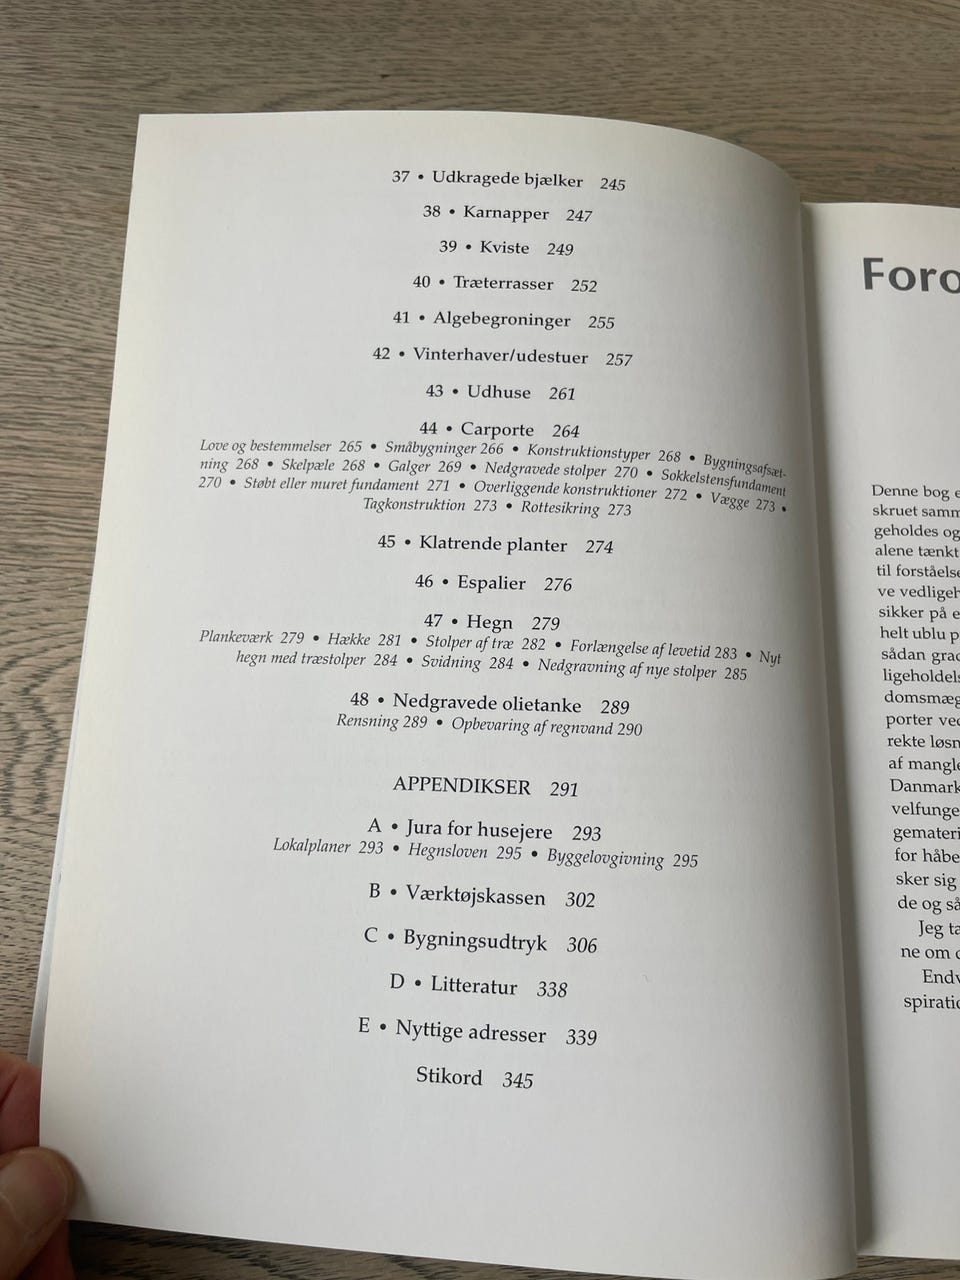 37 • Udkragede bjælker 245
38 • Karnapper 247
39 • Kviste 249
40 • Træterrasser 252
41 • Algebegroninger 255
42 • Vinterhaver/udestuer 257
43 • Udhuse 261
44 • Carporte 264
Love og bestemmelser 265 • Småbygninger 266 • Konstruktionstyper 268 • Bygningsafsæt-
ning 268 • Skelpæle 268 • Galger 269 • Nedgravede stolper 270 • Sokkelstensfundament
270 • Støbt eller muret fundament 271 • Overliggende konstruktioner 272 • Vægge 273 •
Tagkonstruktion 273 • Rottesikring 273
45 • Klatrende planter 274
46 • Espalier 276
47 • Hegn 279
Plankeværk 279 • Hække 281 • Stolper af træ 282 • Forlængelse af levetid 283 • Nyt
hegn med træstolper 284 • Svidning 284 • Nedgravning af nye stolper 285
48 • Nedgravede olietanke 289
Rensning 289 • Opbevaring af regnvand 290
APPENDIKSER 291
A • Jura for husejere 293
Lokalplaner 293 • Hegnsloven 295 • Byggelovgivning 295
B • Værktøjskassen 302
C • Bygningsudtryk 306
D • Litteratur 338
E • Nyttige adresser 339
Stikord 345
Foro
Denne bog e
skruet samm
geholdes og
alene tænkt
til forståelse
ve vedligeh
sikker på e
helt ublu p
sådan grad
ligeholdels
domsmæg
porter ved
rekte løsn
af mangle
Danmark
velfunge
gemateri
for håbe
sker sig
de og så
Jeg ta
ne om d
Endv
spiratio